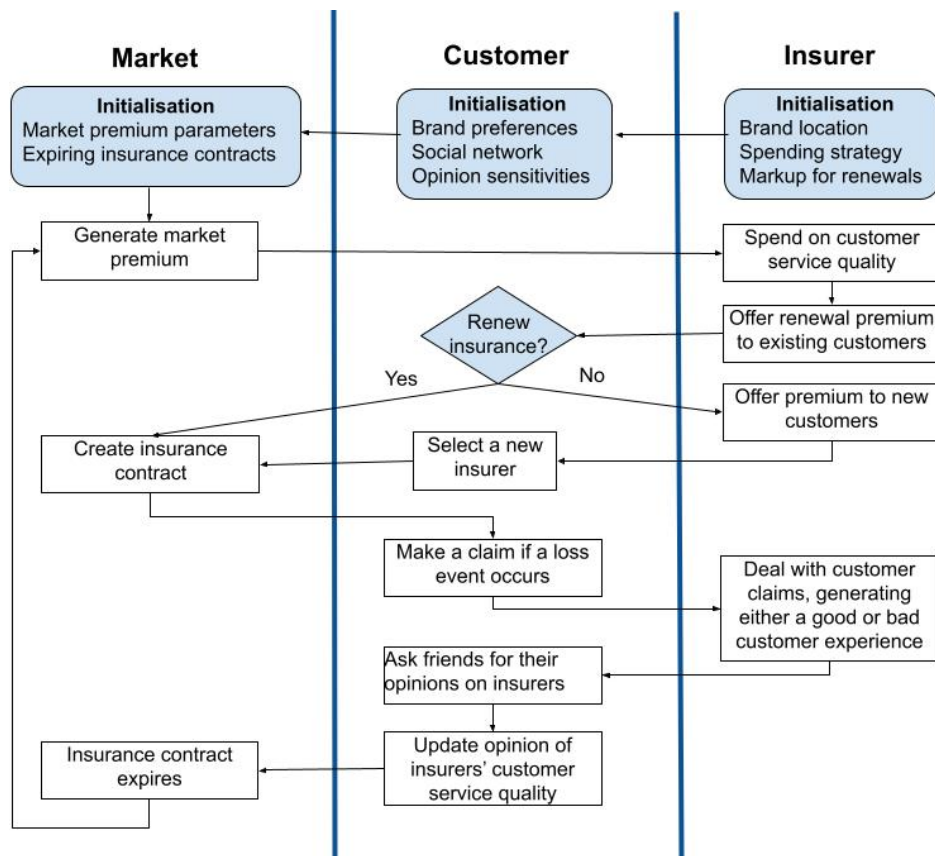 Market
Customer
Insurer
Initialisation
Market premium parameters
Expiring insurance contracts
Initialisation
Brand preferences
Social network
Opinion sensitivities
Initialisation
Brand location
Spending strategy
Markup for renewals
Generate market
premium
Spend on customer
service quality
Renew
insurance?
Offer renewal premium
to existing customers
Yes
No
Offer premium to new
customers
Create insurance
contract
Select a new
insurer
Make a claim if a loss
event occurs
Deal with customer
claims, generating
either a good or bad
customer experience
Ask friends for their
opinions on insurers
Update opinion of
insurers’ customer
service quality
Insurance contract
expires